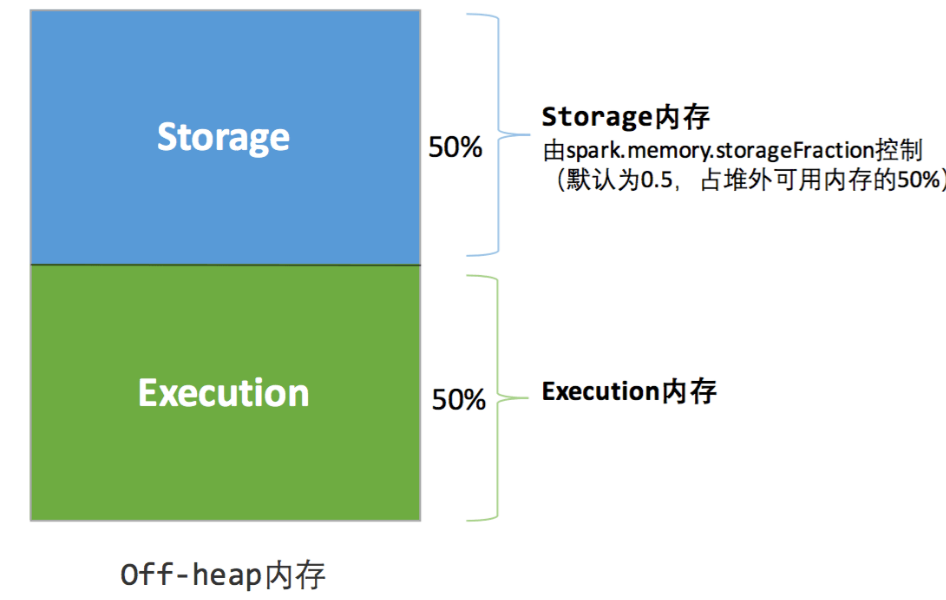 Storage
50%
Storage内存
由spark.memory.storageFraction控制
（默认为0.5，占堆外可用内存的50%）
Execution
50%
Execution内存
Off-heap内存